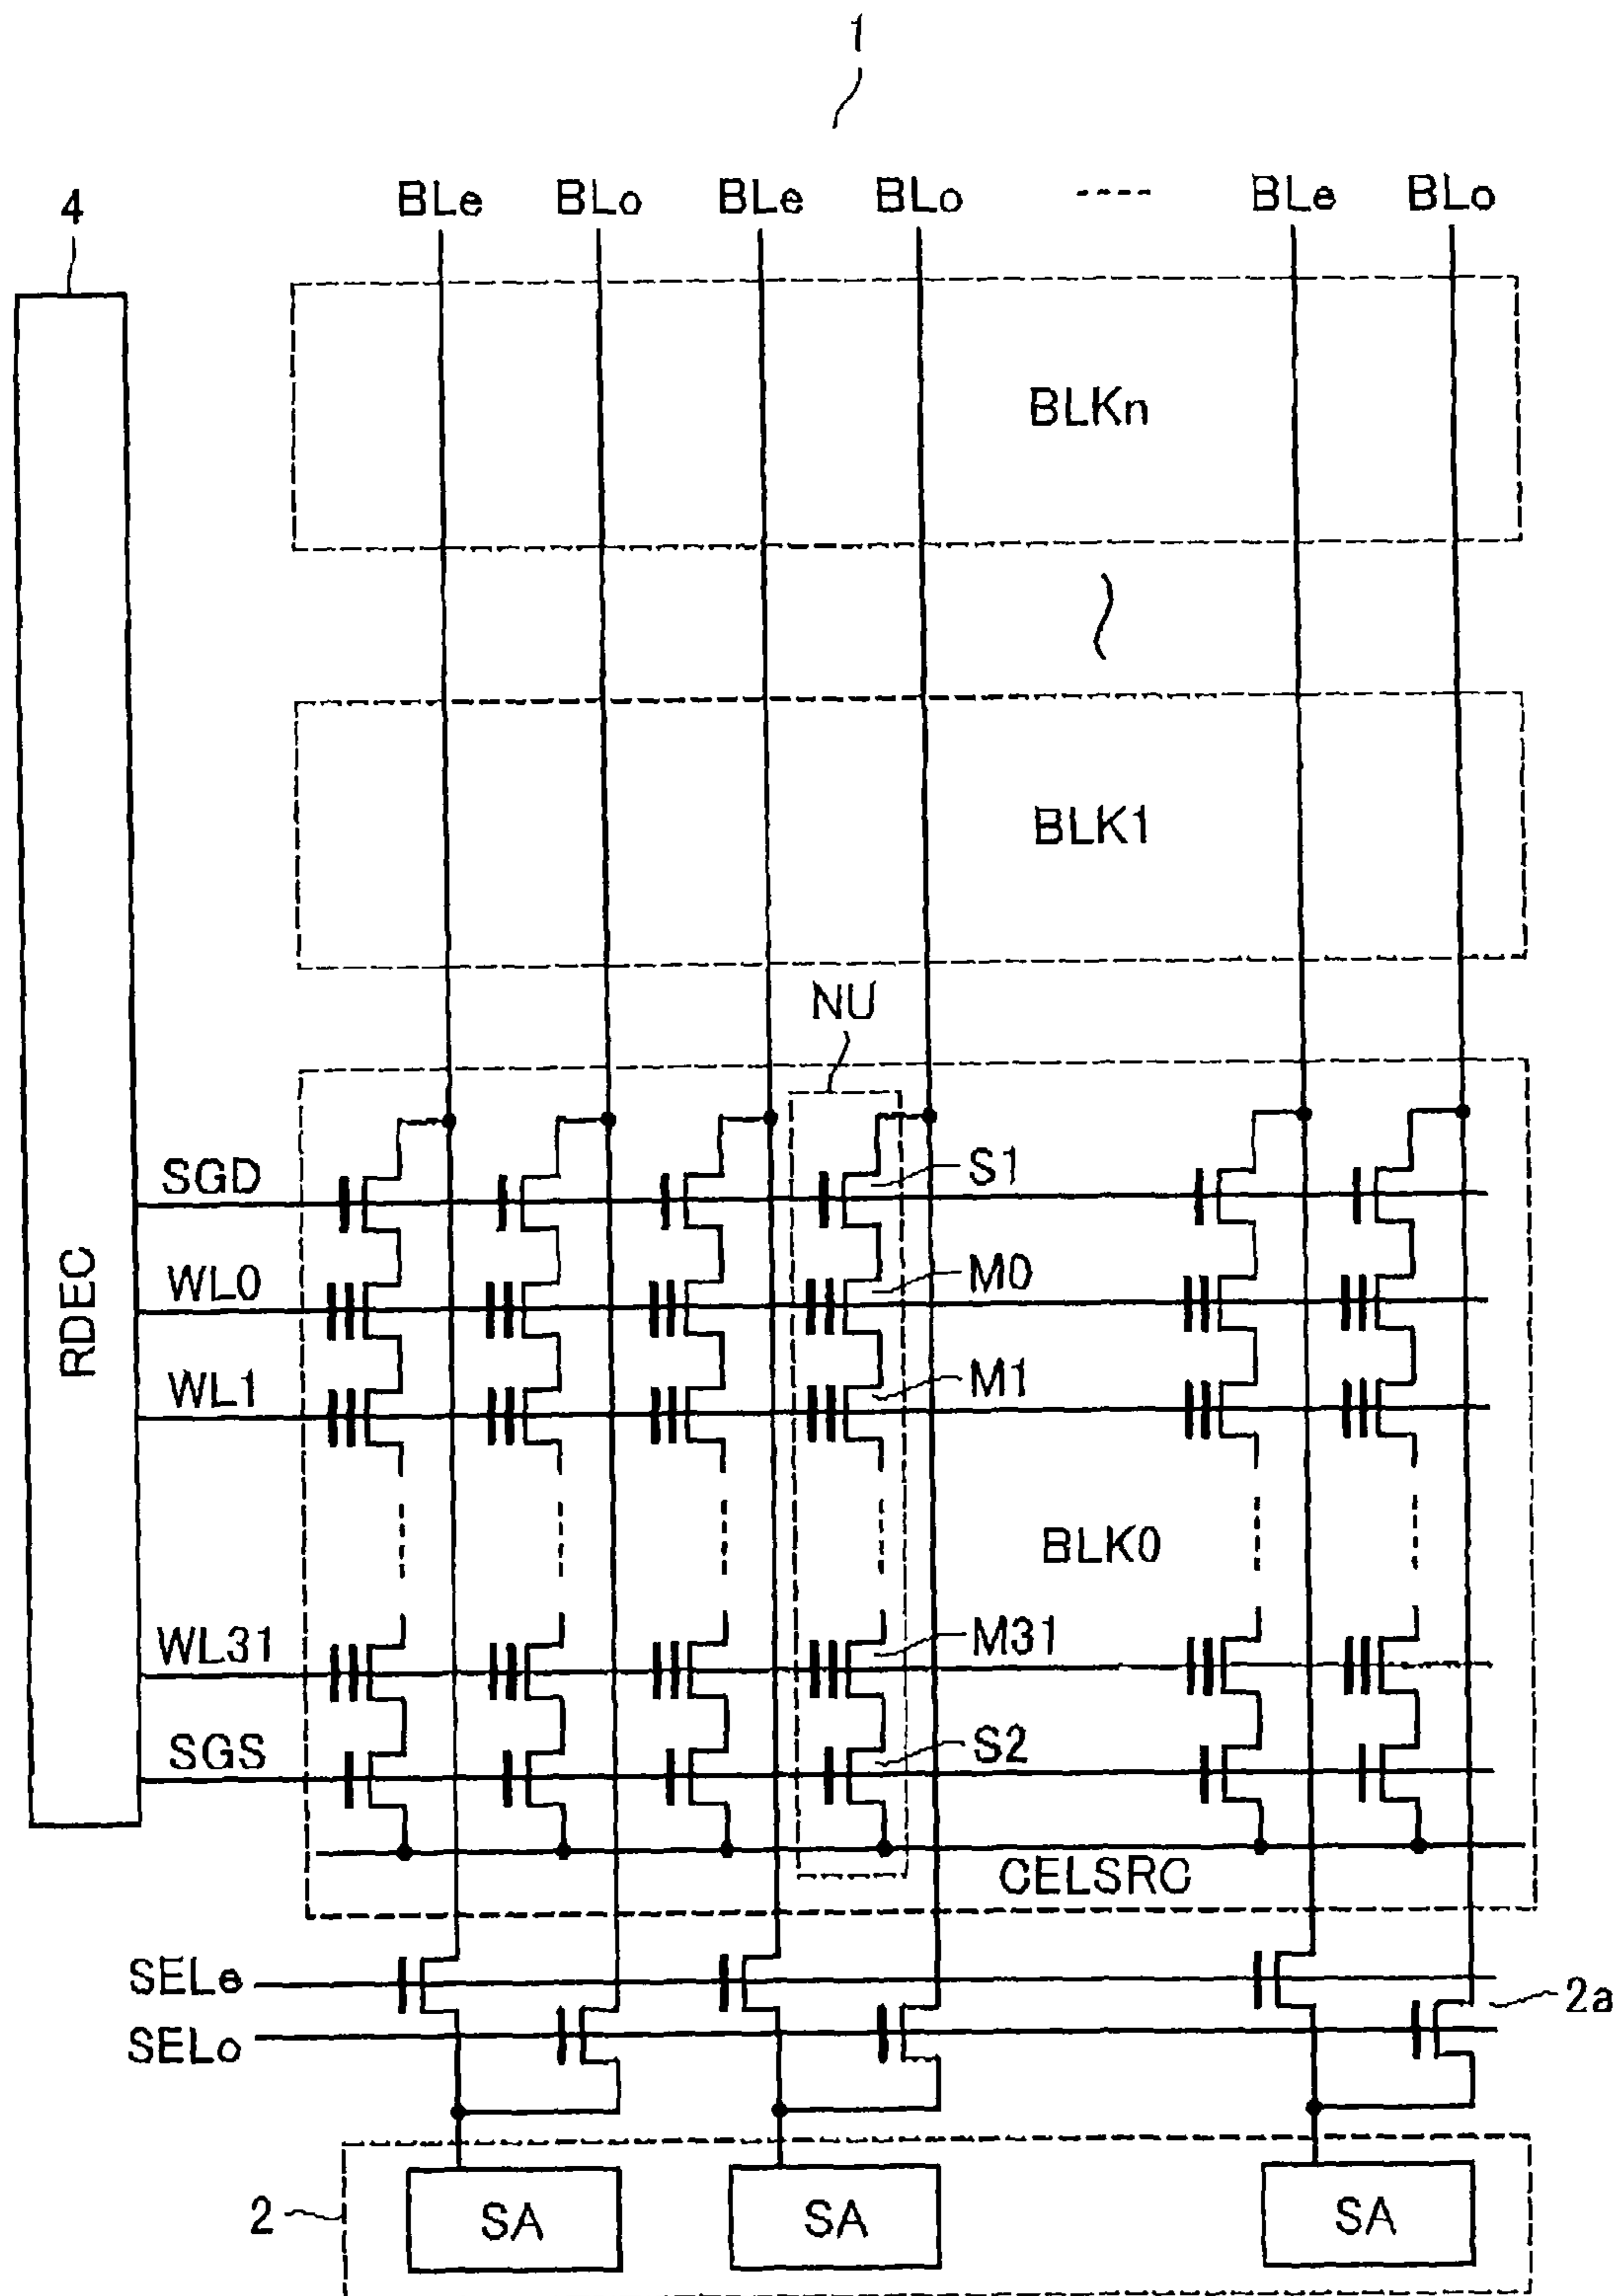 1
4
BLe BLo BLe BLo ---- BLe BLo
BLKn
BLK1
NU
SGD
S1
WL0
M0
RDEC
WL1
M1
BLK0
WL31
M31
SGS
S2
CELSRC
SELe
2a
SELo
2
SA SA SA